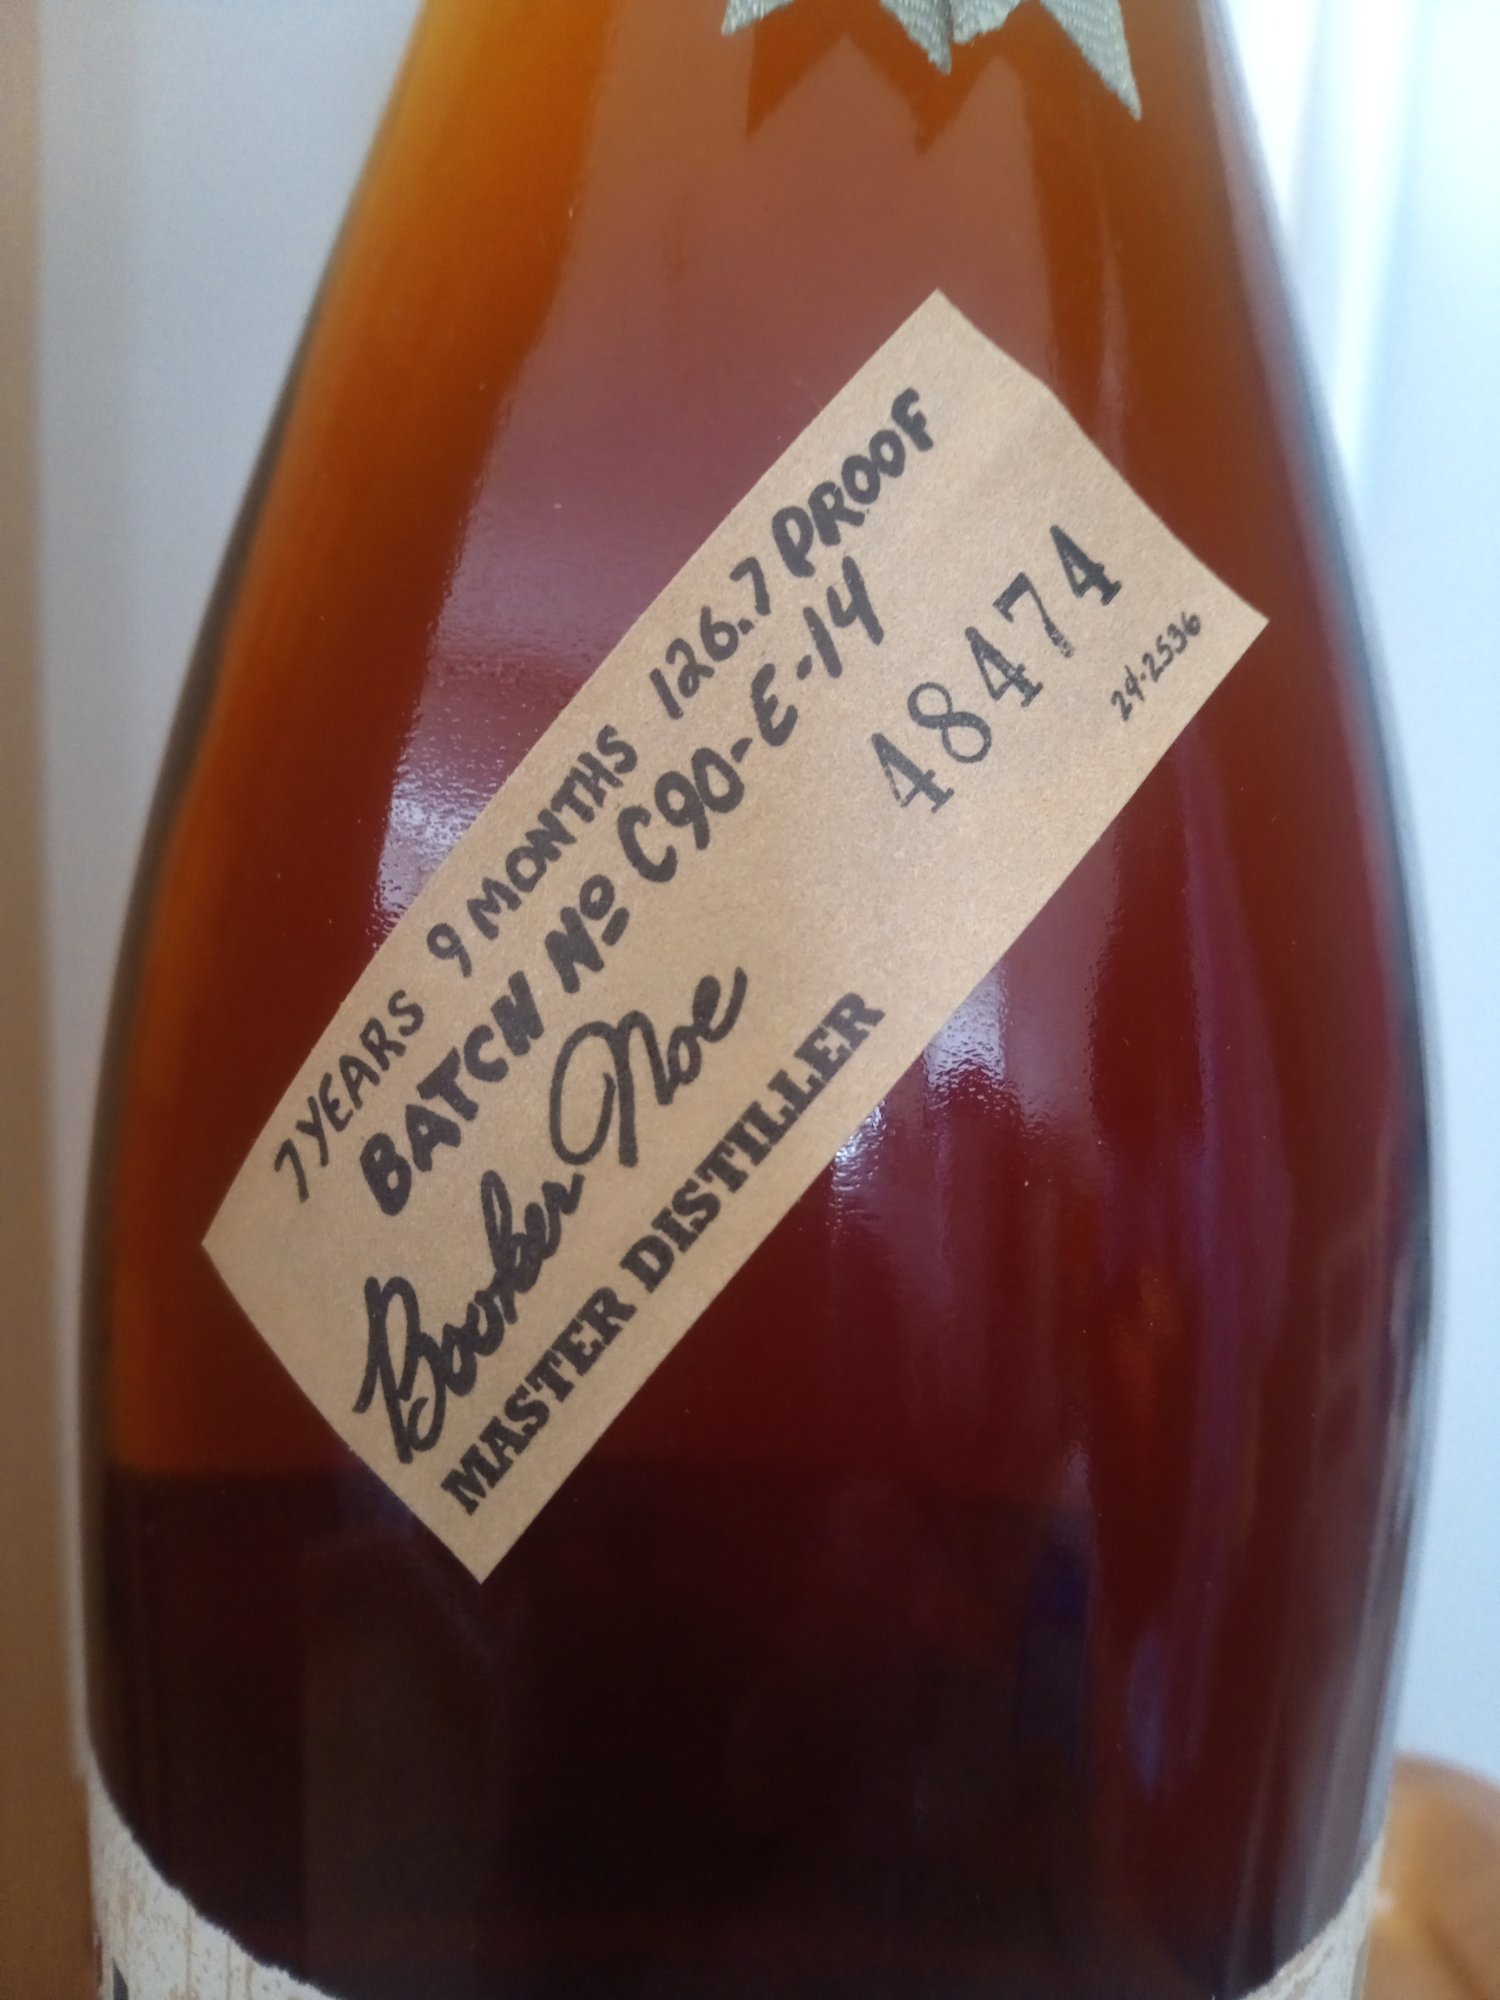 7 YEARS 9 MONTHS 126.7 PROOF
BATCH Nº C90-E-14
48474
24-2536
Booker Noe
MASTER DISTILLER